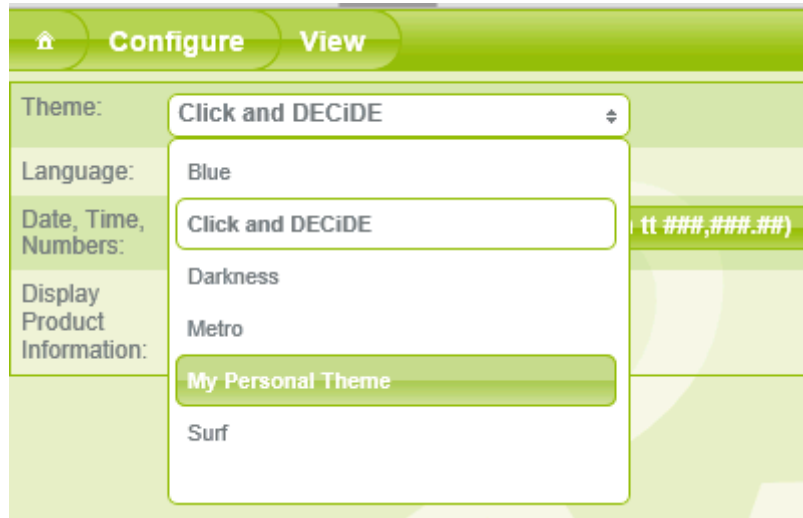 Configure View
Theme: Click and DECiDE
Language:
Blue
Click and DECiDE
Date, Time,
Numbers:
tt ###,###.##)
Darkness
Display
Product
Information:
Metro
My Personal Theme
Surf